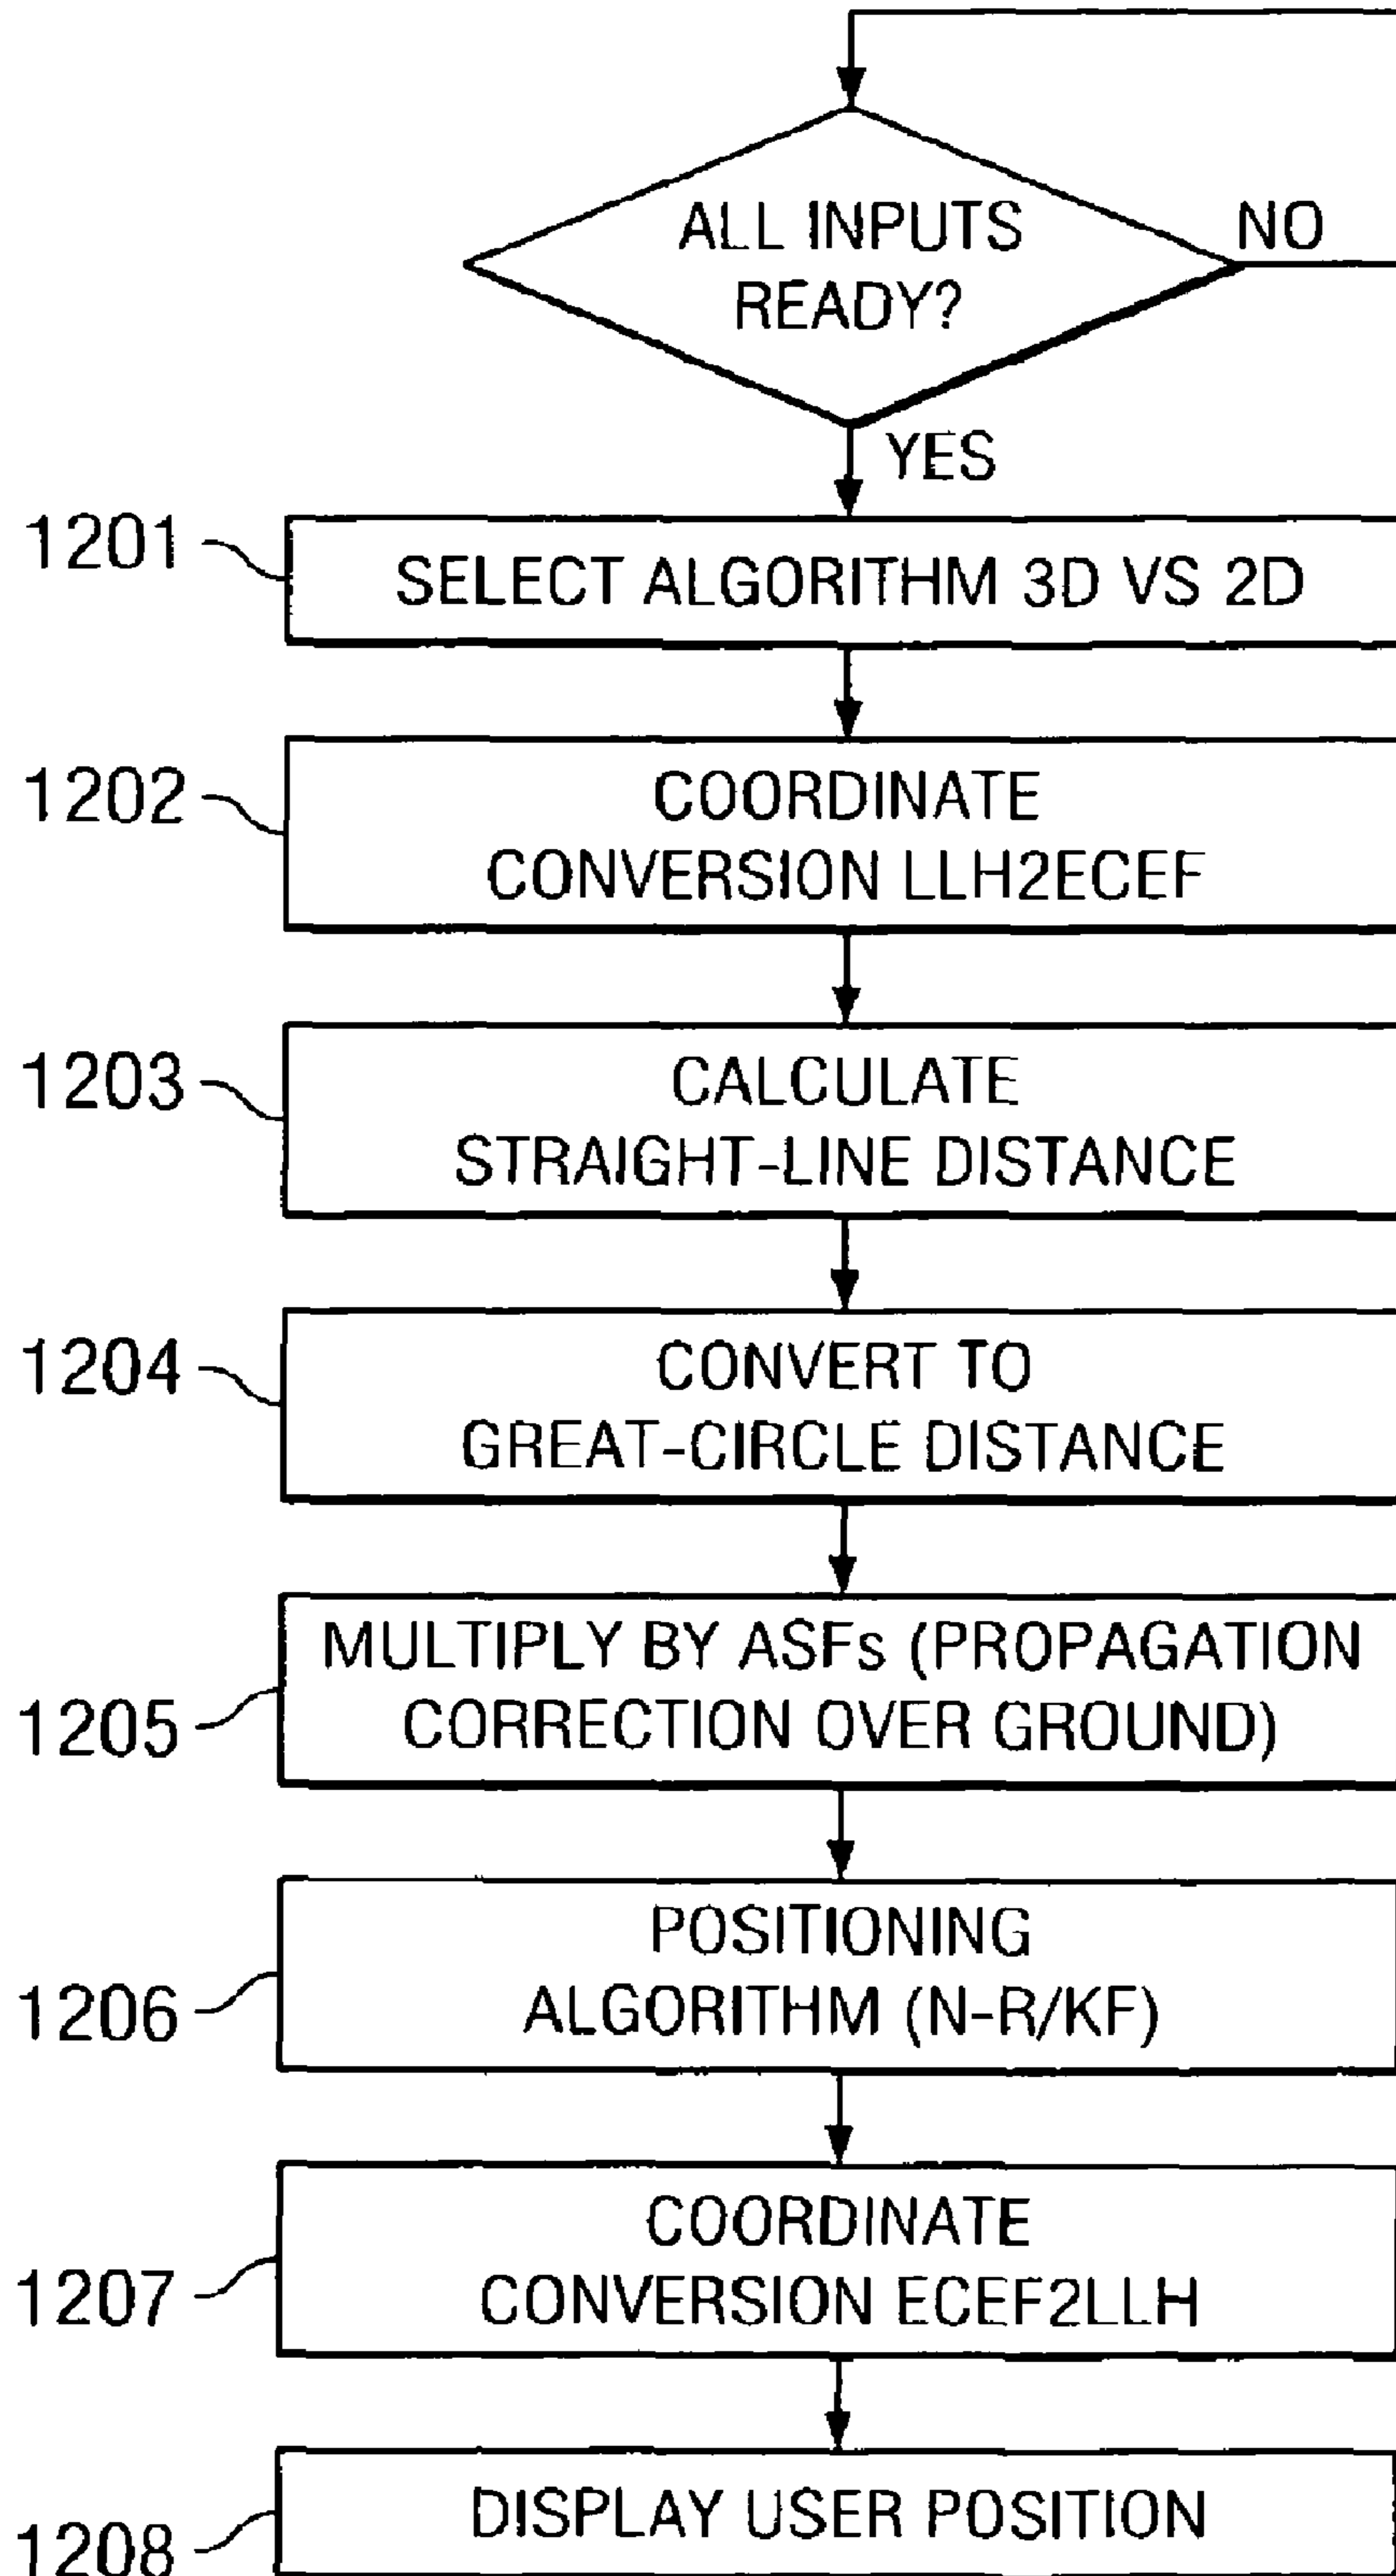 ALL INPUTS
READY?
NO
YES
1201
SELECT ALGORITHM 3D VS 2D
1202
COORDINATE
CONVERSION LLH2ECEF
1203
CALCULATE
STRAIGHT-LINE DISTANCE
1204
CONVERT TO
GREAT-CIRCLE DISTANCE
1205
MULTIPLY BY ASFs (PROPAGATION
CORRECTION OVER GROUND)
1206
POSITIONING
ALGORITHM (N-R/KF)
1207
COORDINATE
CONVERSION ECEF2LLH
1208
DISPLAY USER POSITION